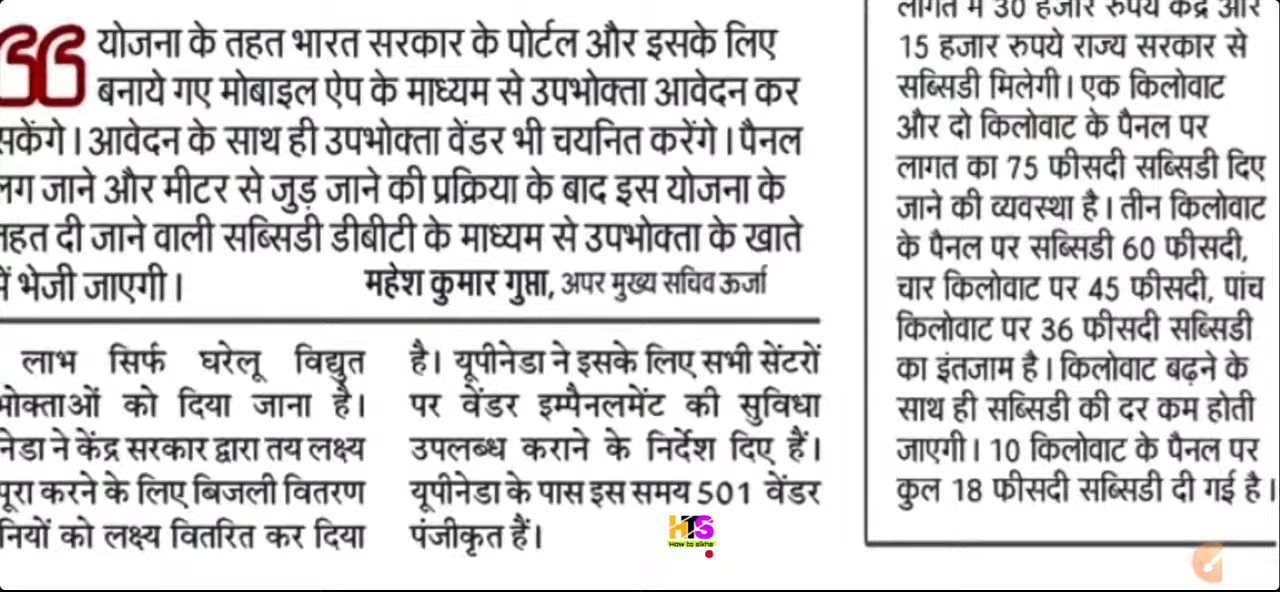 योजना के तहत भारत सरकार के पोर्टल और इसके लिए
बनाये गए मोबाइल ऐप के माध्यम से उपभोक्ता आवेदन कर
सकेंगे। आवेदन के साथ ही उपभोक्ता वेंडर भी चयनित करेंगे। पैनल
लग जाने और मीटर से जुड़ जाने की प्रक्रिया के बाद इस योजना के
तहत दी जाने वाली सब्सिडी डीबीटी के माध्यम से उपभोक्ता के खाते
में भेजी जाएगी।
महेश कुमार गुप्ता, अपर मुख्य सचिव ऊर्जा
लाभ सिर्फ घरेलू विद्युत
भोक्ताओं को दिया जाना है।
नेडा ने केंद्र सरकार द्वारा तय लक्ष्य
पूरा करने के लिए बिजली वितरण
नियों को लक्ष्य वितरित कर दिया
है। यूपीनेडा ने इसके लिए सभी सेंटरों
पर वेंडर इम्पैनलमेंट की सुविधा
उपलब्ध कराने के निर्देश दिए हैं।
यूपीनेडा के पास इस समय 501 वेंडर
पंजीकृत हैं।
लागत में 30 हजार रुपये केंद्र और
15 हजार रुपये राज्य सरकार से
सब्सिडी मिलेगी। एक किलोवाट
और दो किलोवाट के पैनल पर
लागत का 75 फीसदी सब्सिडी दिए
जाने की व्यवस्था है। तीन किलोवाट
के पैनल पर सब्सिडी 60 फीसदी,
चार किलोवाट पर 45 फीसदी, पांच
किलोवाट पर 36 फीसदी सब्सिडी
का इंतजाम है। किलोवाट बढ़ने के
साथ ही सब्सिडी की दर कम होती
जाएगी। 10 किलोवाट के पैनल पर
कुल 18 फीसदी सब्सिडी दी गई है।
HTS
How to sikhe